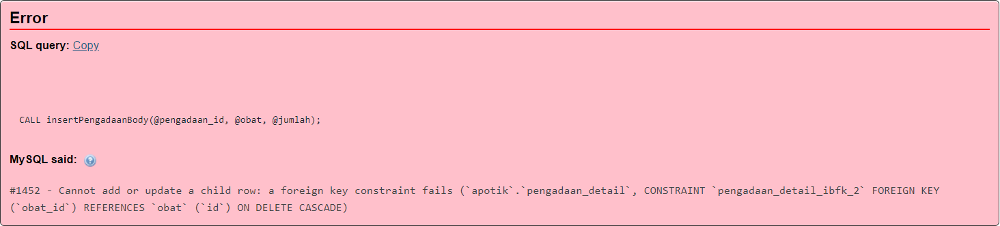 Error
SQL query: Copy
CALL insertPengadaanBody(@pengadaan_id, @obat, @jumlah);
MySQL said:
#1452 - Cannot add or update a child row: a foreign key constraint fails (`apotik`.`pengadaan_detail`, CONSTRAINT `pengadaan_detail_ibfk_2` FOREIGN KEY
(`obat_id`) REFERENCES `obat` (`id`) ON DELETE CASCADE)